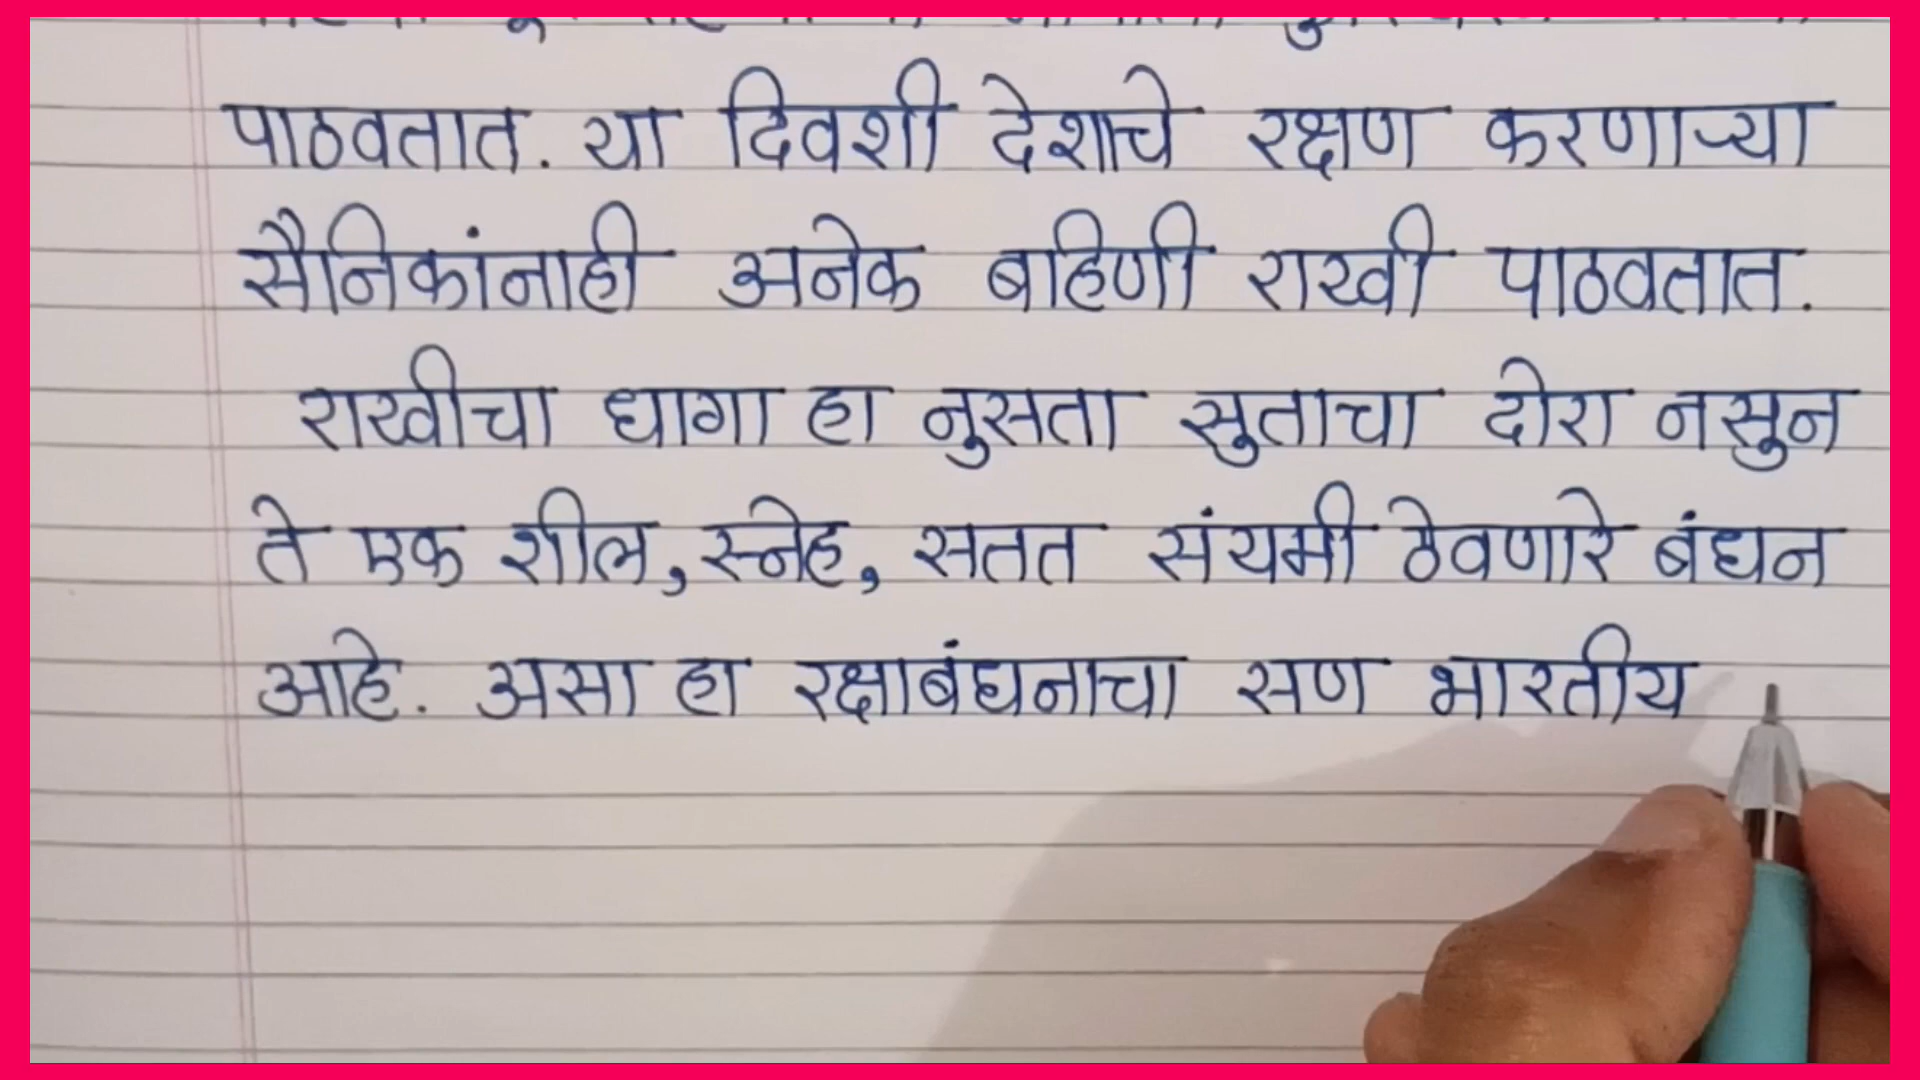 पाठवतात. या दिवशी देशाचे रक्षण करणाऱ्या
सैनिकांनाही अनेक बहिणी राखी पाठवतात.
राखीचा धागा हा नुसता सुताचा दोरा नसुन
ते एक शील, स्नेह, सतत संयमी ठेवणारे बंधन
आहे. असा हा रक्षाबंधनाचा सण भारतीय